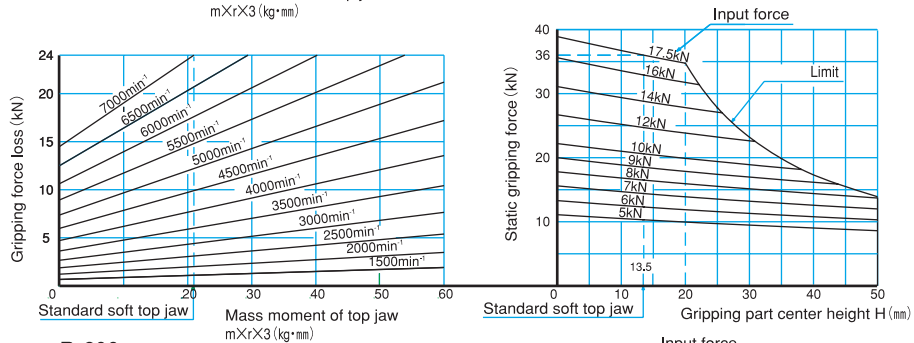 m×r×3 (kg・mm)
Gripping force loss (kN)
24
20
15
10
5
7000min⁻¹
6500min⁻¹
6000min⁻¹
5500min⁻¹
5000min⁻¹
4500min⁻¹
4000min⁻¹
3500min⁻¹
3000min⁻¹
2500min⁻¹
2000min⁻¹
1500min⁻¹
0 10 20 30 40 50 60
Standard soft top jaw
Mass moment of top jaw
m×r×3 (kg・mm)
Input force
Static gripping force (kN)
40
36
30
20
10
17.5kN
16kN
14kN
12kN
10kN
9kN
8kN
7kN
6kN
5kN
Limit
13.5
0 10 20 30 40 50
Standard soft top jaw
Gripping part center height H (mm)
Input force